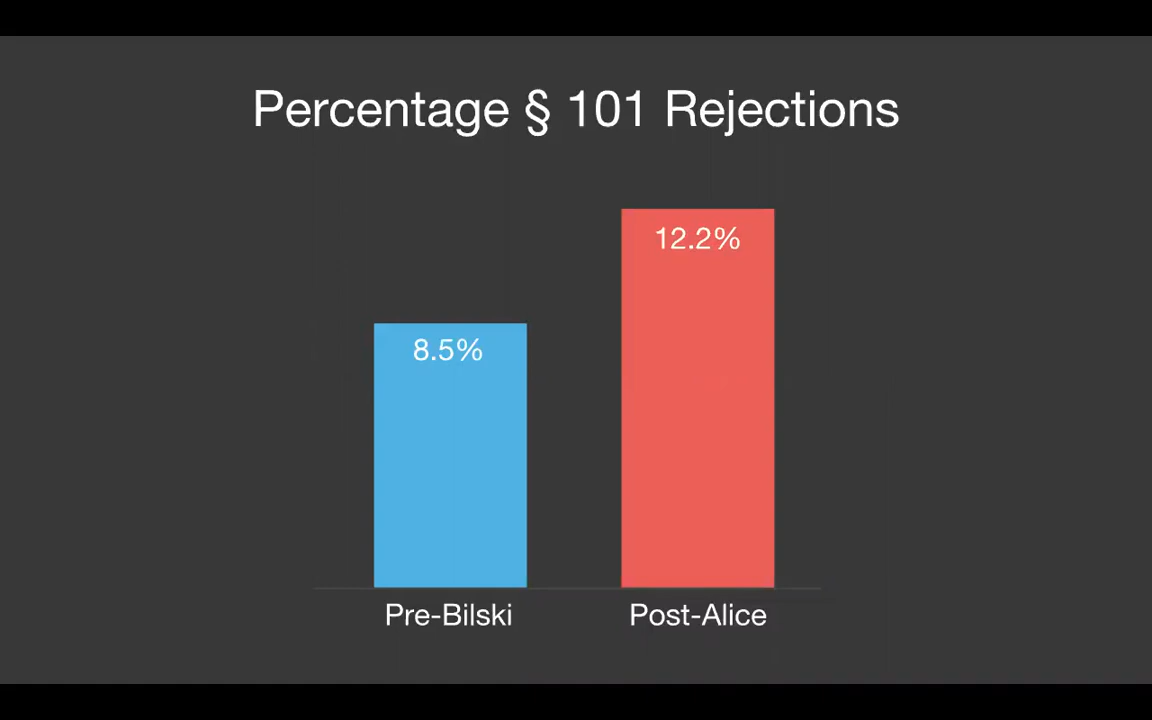 Percentage § 101 Rejections
12.2%
8.5%
Pre-Bilski
Post-Alice